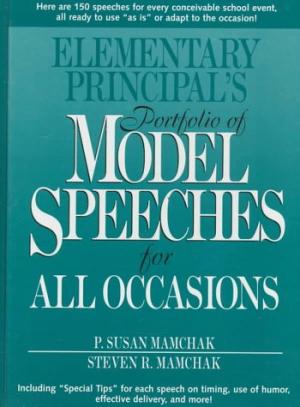 Here are 150 speeches for every conceivable school event,
all ready to use "as is" or adapt to the occasion!
ELEMENTARY
PRINCIPAL'S
Portfolio of
MODEL
SPEECHES
for
ALL OCCASIONS
P. SUSAN MAMCHAK
STEVEN R. MAMCHAK
Including "Special Tips" for each speech on timing, use of humor,
effective delivery, and more!